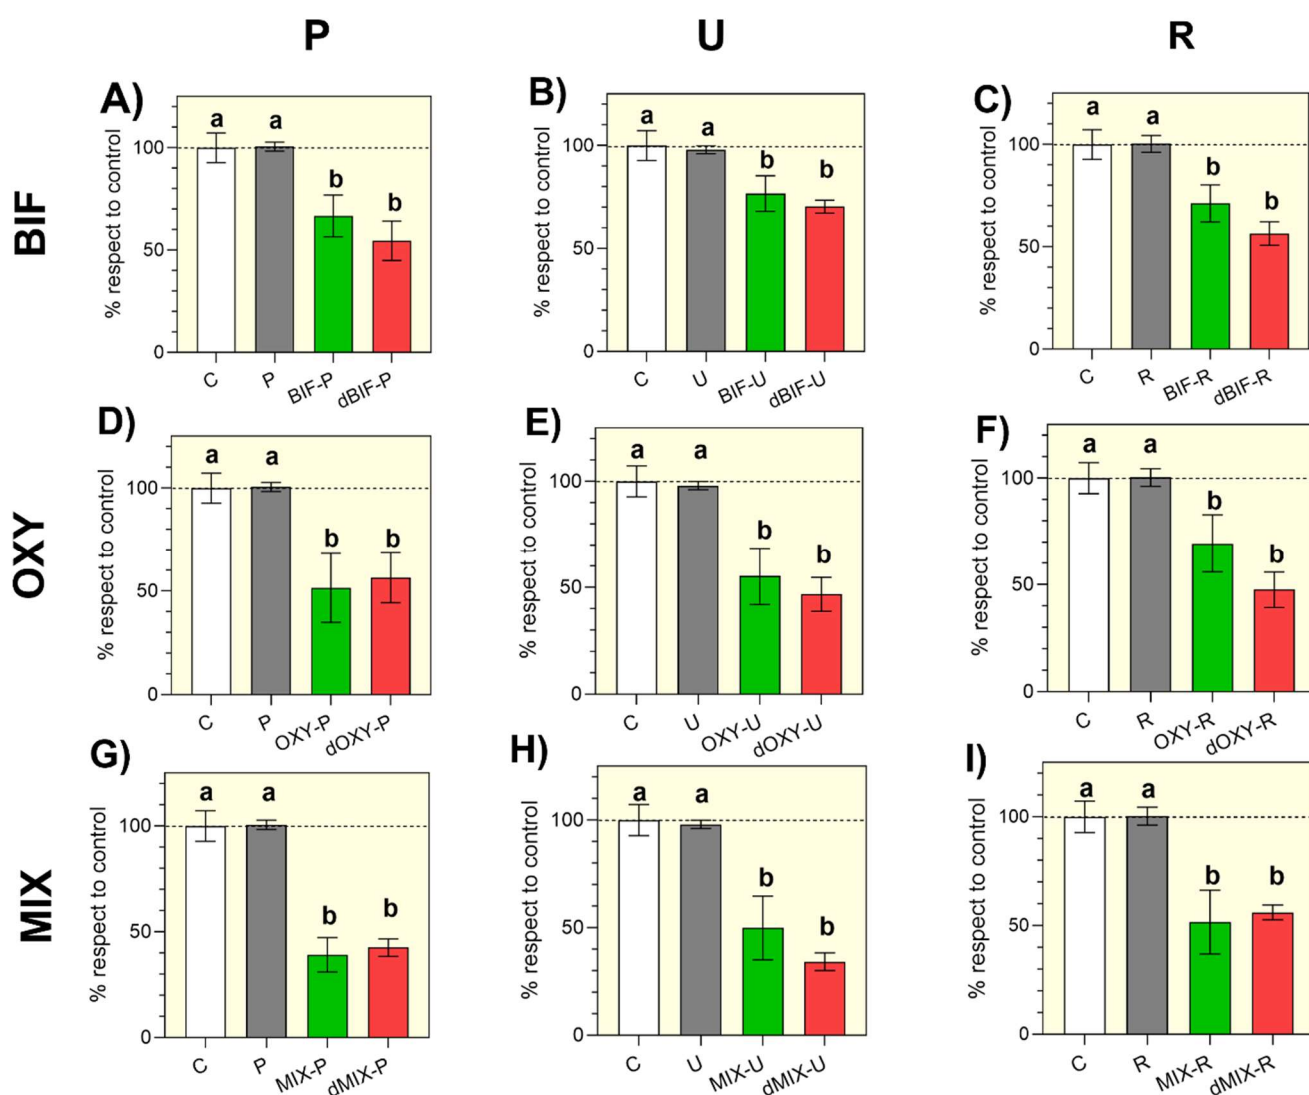 P U R
BIF
A)
% respect to control
100
50
0
a a b b
C P BIF-P dBIF-P
B)
% respect to control
100
50
0
a a b b
C U BIF-U dBIF-U
C)
% respect to control
100
50
0
a a b b
C R BIF-R dBIF-R
OXY
D)
% respect to control
100
50
0
a a b b
C P OXY-P dOXY-P
E)
% respect to control
100
50
0
a a b b
C U OXY-U dOXY-U
F)
% respect to control
100
50
0
a a b b
C R OXY-R dOXY-R
MIX
G)
% respect to control
100
50
0
a a b b
C P MIX-P dMIX-P
H)
% respect to control
100
50
0
a a b b
C U MIX-U dMIX-U
I)
% respect to control
100
50
0
a a b b
C R MIX-R dMIX-R